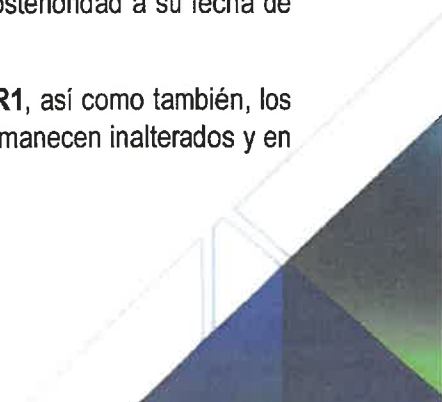 osterioridad a su fecha de
R1, así como también, los
manecen inalterados y en